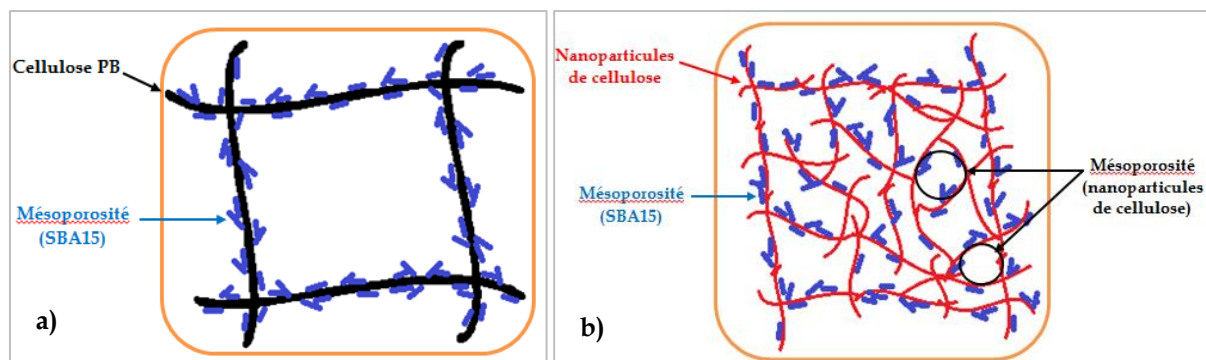 Cellulose PB
Mésoporosité
(SBA15)
a)
Nanoparticules
de cellulose
Mésoporosité
(SBA15)
Mésoporosité
(nanoparticules
de cellulose)
b)